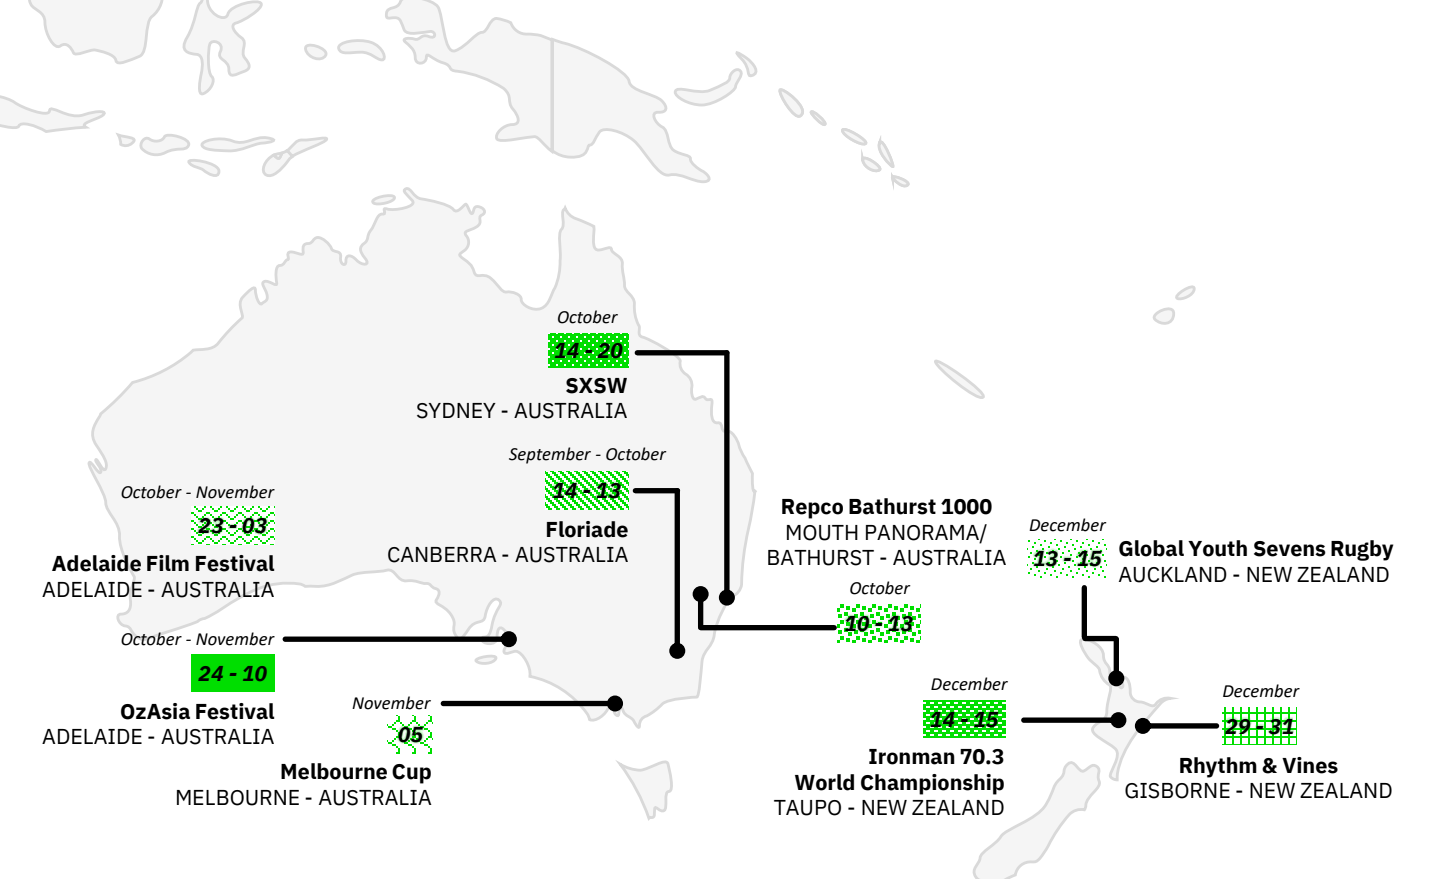 October
14 - 20
SXSW
SYDNEY - AUSTRALIA
September - October
14 - 13
Floriade
CANBERRA - AUSTRALIA
October - November
23 - 03
Adelaide Film Festival
ADELAIDE - AUSTRALIA
October - November
24 - 10
OzAsia Festival
ADELAIDE - AUSTRALIA
November
05
Melbourne Cup
MELBOURNE - AUSTRALIA
Repco Bathurst 1000
MOUTH PANORAMA/
BATHURST - AUSTRALIA
October
10 - 13
December
13 - 15
Global Youth Sevens Rugby
AUCKLAND - NEW ZEALAND
December
14 - 15
Ironman 70.3
World Championship
TAUPO - NEW ZEALAND
December
29 - 31
Rhythm & Vines
GISBORNE - NEW ZEALAND